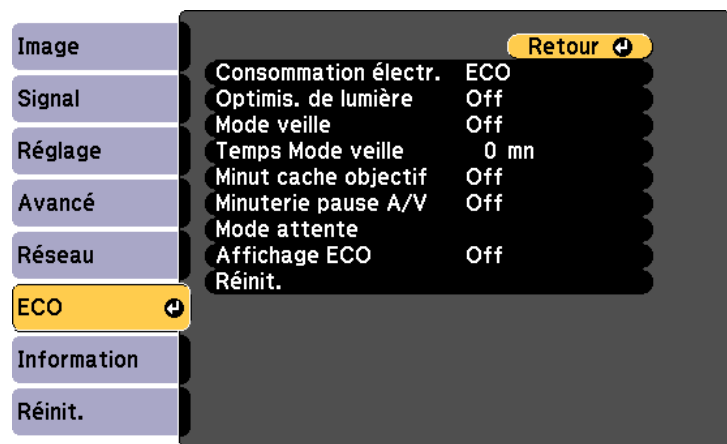 Image
Signal
Réglage
Avancé
Réseau
ECO
Information
Réinit.
Retour
Consommation électr. ECO
Optimis. de lumière Off
Mode veille Off
Temps Mode veille 0 mn
Minut cache objectif Off
Minuterie pause A/V Off
Mode attente
Affichage ECO Off
Réinit.